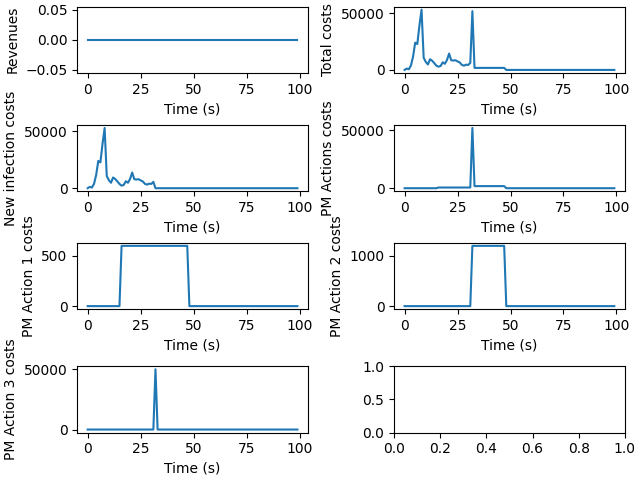 Revenues
0.05
0.00
−0.05
0 25 50 75 100
Time (s)
Total costs
50000
0
0 25 50 75 100
Time (s)
New infection costs
50000
0
0 25 50 75 100
Time (s)
PM Actions costs
50000
0
0 25 50 75 100
Time (s)
PM Action 1 costs
500
0
0 25 50 75 100
Time (s)
PM Action 2 costs
1000
0
0 25 50 75 100
Time (s)
PM Action 3 costs
50000
0
0 25 50 75 100
Time (s)
1.0
0.5
0.0
0.0 0.2 0.4 0.6 0.8 1.0